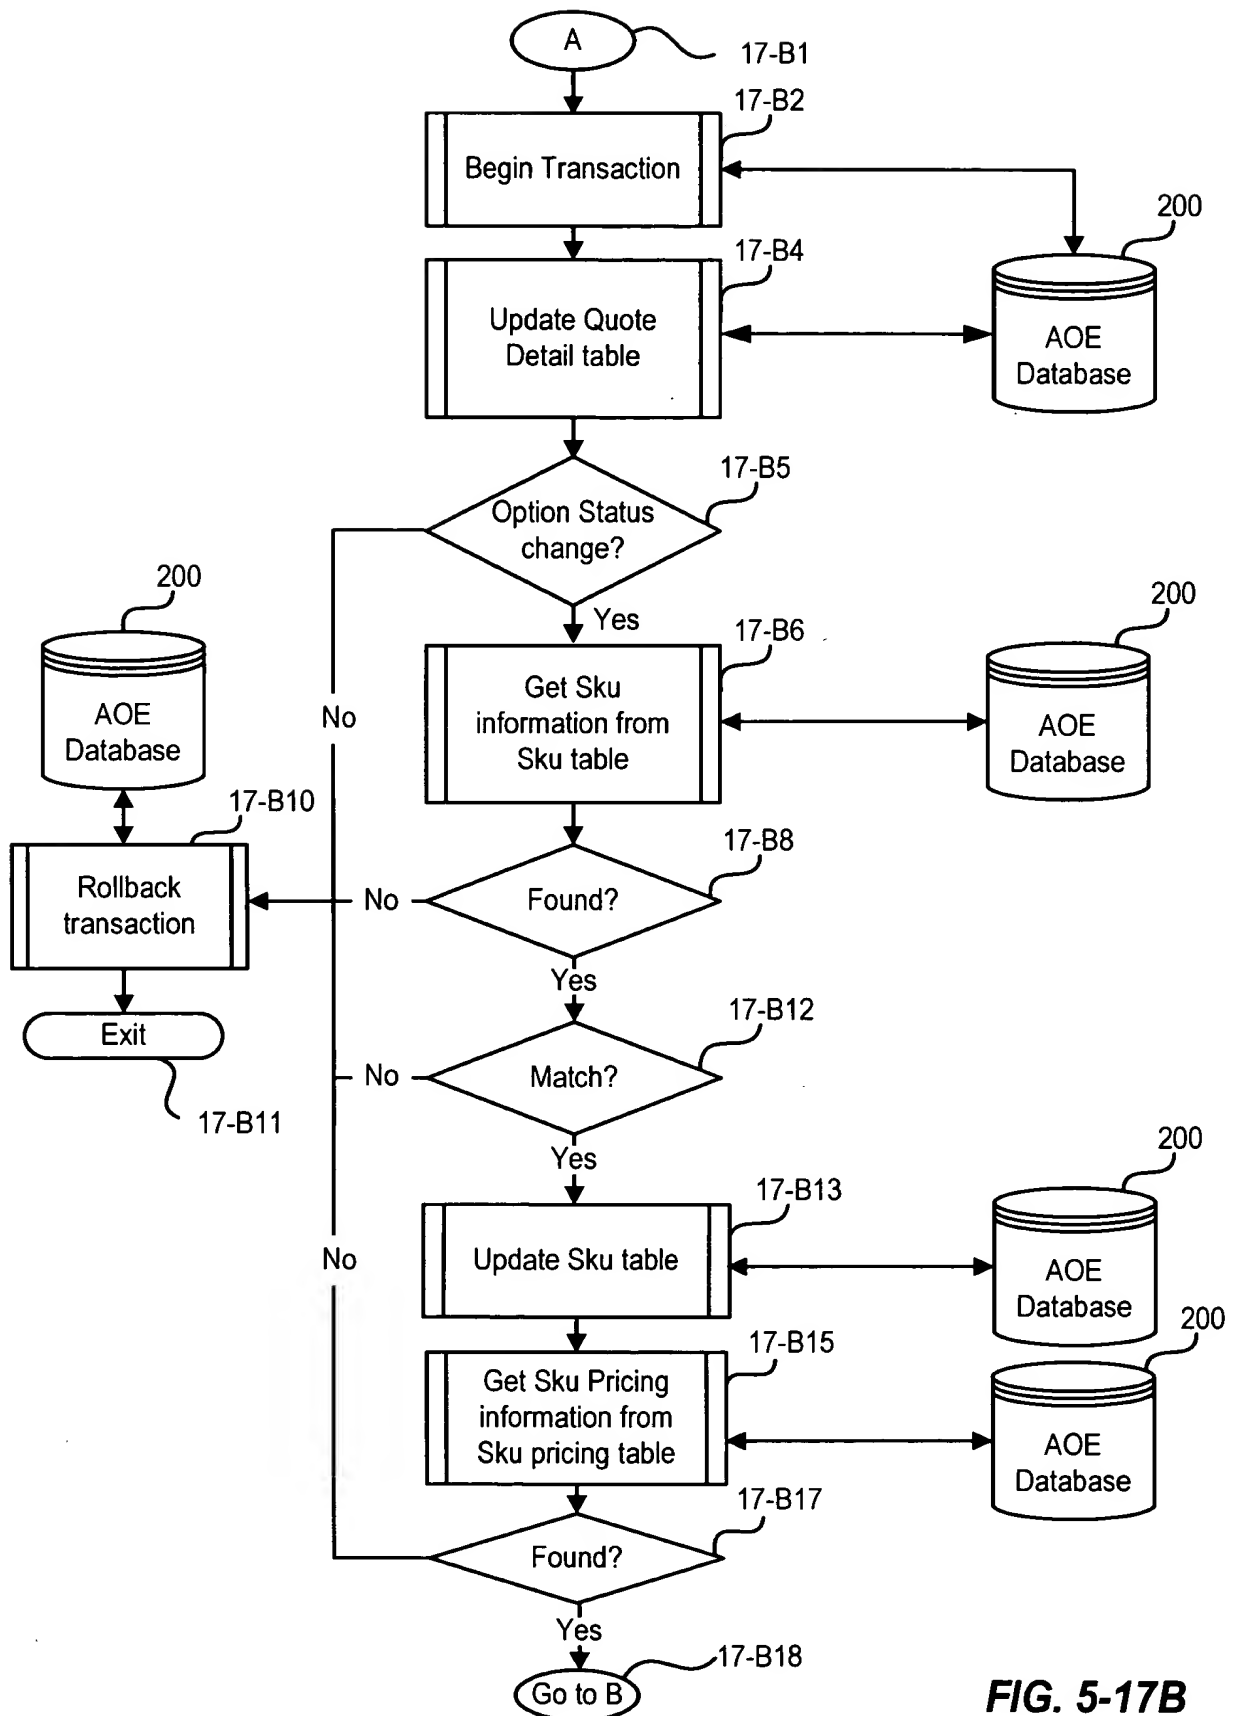 A
17-B1
17-B2
Begin Transaction
200
17-B4
Update Quote
Detail table
AOE
Database
17-B5
Option Status
change?
200
Yes
200
17-B6
Get Sku
information from
Sku table
No
AOE
Database
AOE
Database
17-B10
17-B8
Rollback
transaction
No
Found?
Yes
17-B12
Exit
No
Match?
17-B11
Yes
200
17-B13
Update Sku table
No
AOE
Database
200
17-B15
Get Sku Pricing
information from
Sku pricing table
AOE
Database
17-B17
Found?
Yes
17-B18
Go to B
FIG. 5-17B